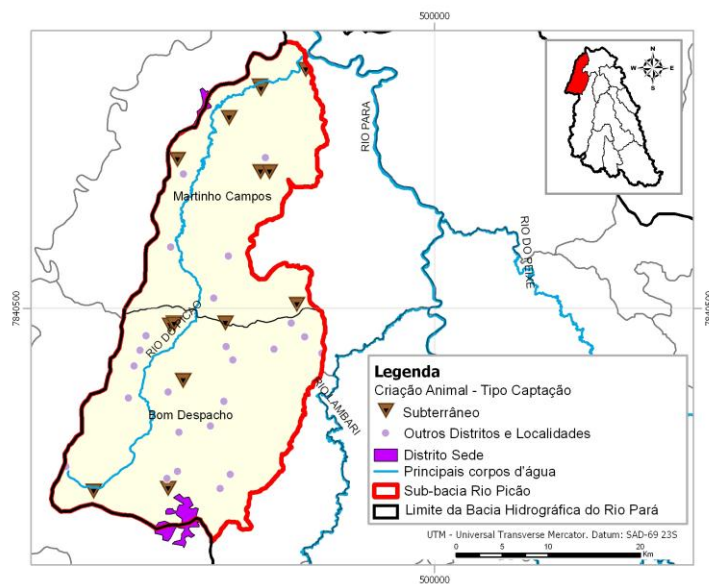 500000
N
W E
S
RIO PARA
Martinho Campos
RIO DO PEIXE
7840500
7840500
RIO DO PICÃO
RIO LAMBARI
Bom Despacho
Legenda
Criação Animal - Tipo Captação
Subterrâneo
Outros Distritos e Localidades
Distrito Sede
Principais corpos d'água
Sub-bacia Rio Picão
Limite da Bacia Hidrográfica do Rio Pará
UTM - Universal Transverse Mercator. Datum: SAD-69 23S
0 5 10 20
Km
500000